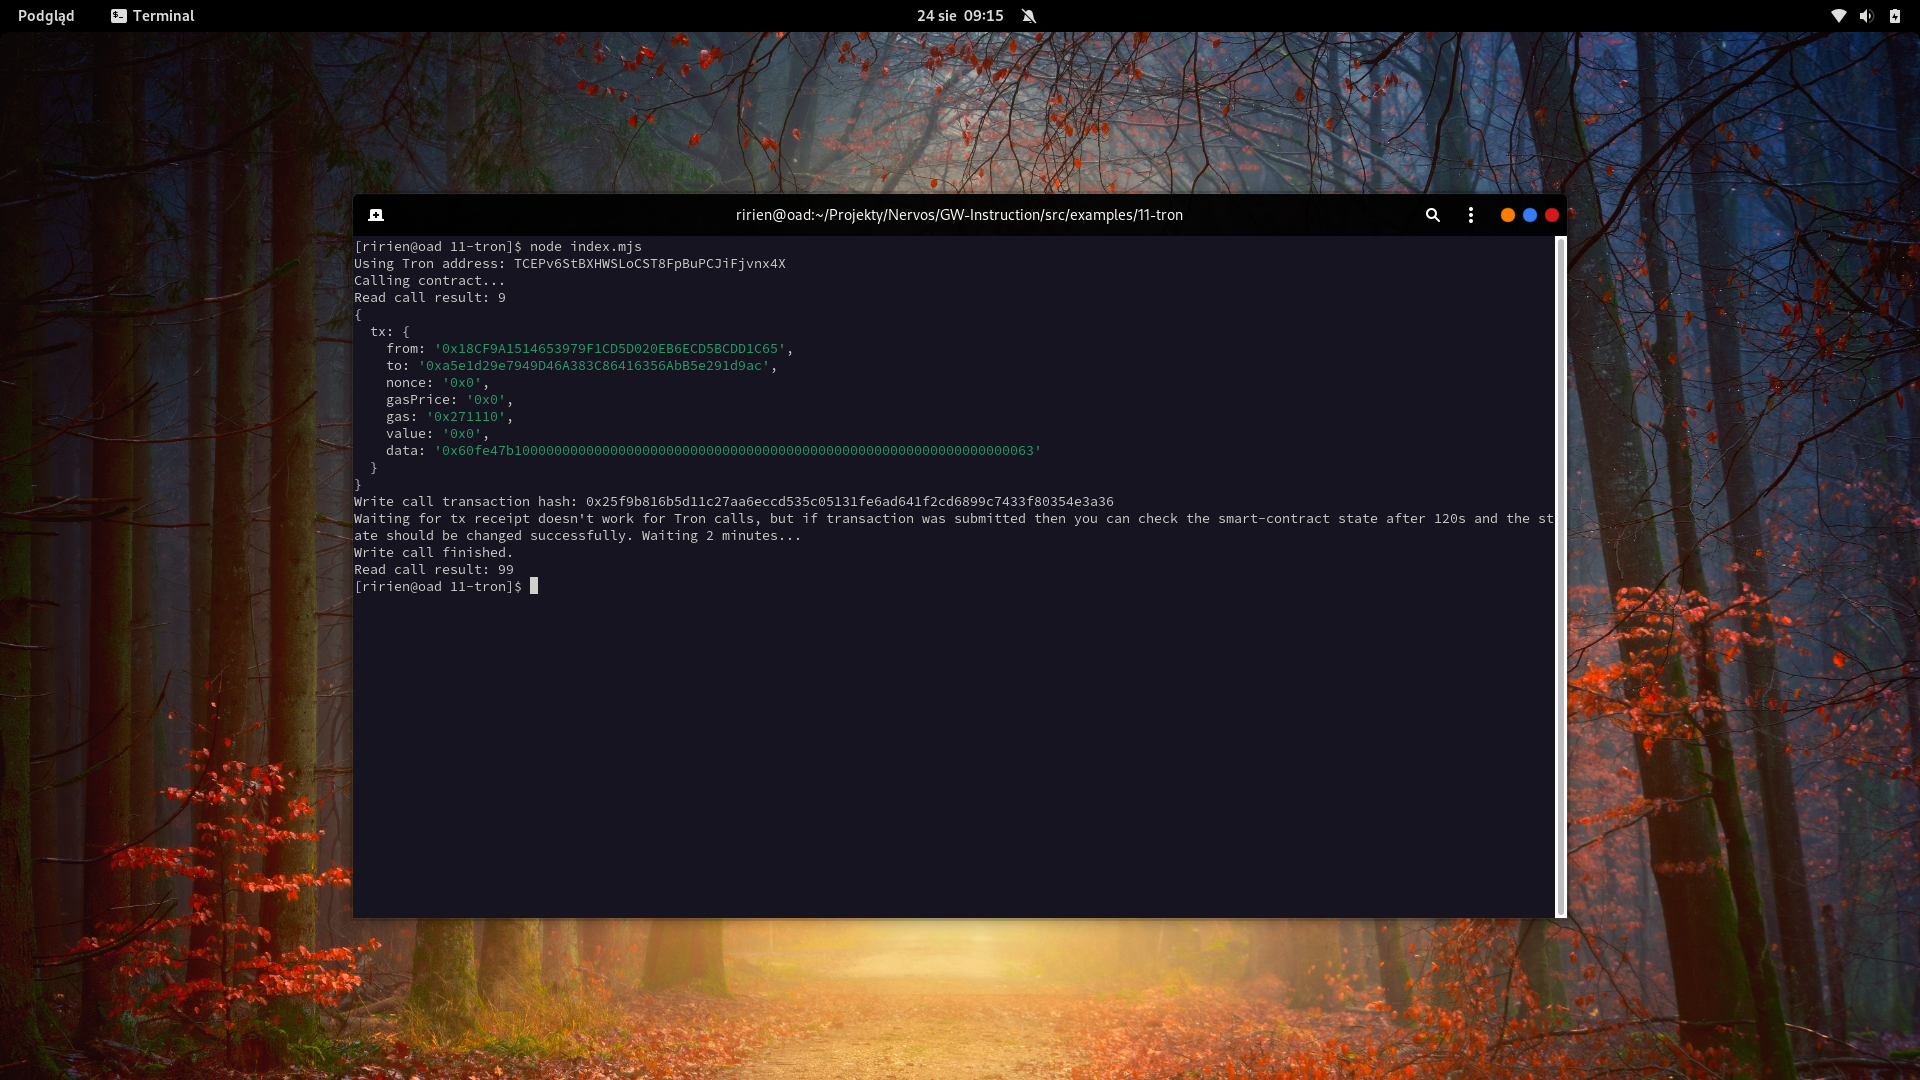 Podgląd Terminal 24 sie 09:15
ririen@oad:~/Projekty/Nervos/GW-Instruction/src/examples/11-tron
[ririen@oad 11-tron]$ node index.mjs
Using Tron address: TCEPv6StBXHWSLoCST8FpBuPCJiFjvnx4X
Calling contract...
Read call result: 9
{
  tx: {
    from: '0x18CF9A1514653979F1CD5D020EB6ECD5BCDD1C65',
    to: '0xa5e1d29e7949D46A383C86416356AbB5e291d9ac',
    nonce: '0x0',
    gasPrice: '0x0',
    gas: '0x271110',
    value: '0x0',
    data: '0x60fe47b10000000000000000000000000000000000000000000000000000000000000063'
  }
}
Write call transaction hash: 0x25f9b816b5d11c27aa6eccd535c05131fe6ad641f2cd6899c7433f80354e3a36
Waiting for tx receipt doesn't work for Tron calls, but if transaction was submitted then you can check the smart-contract state after 120s and the st
ate should be changed successfully. Waiting 2 minutes...
Write call finished.
Read call result: 99
[ririen@oad 11-tron]$